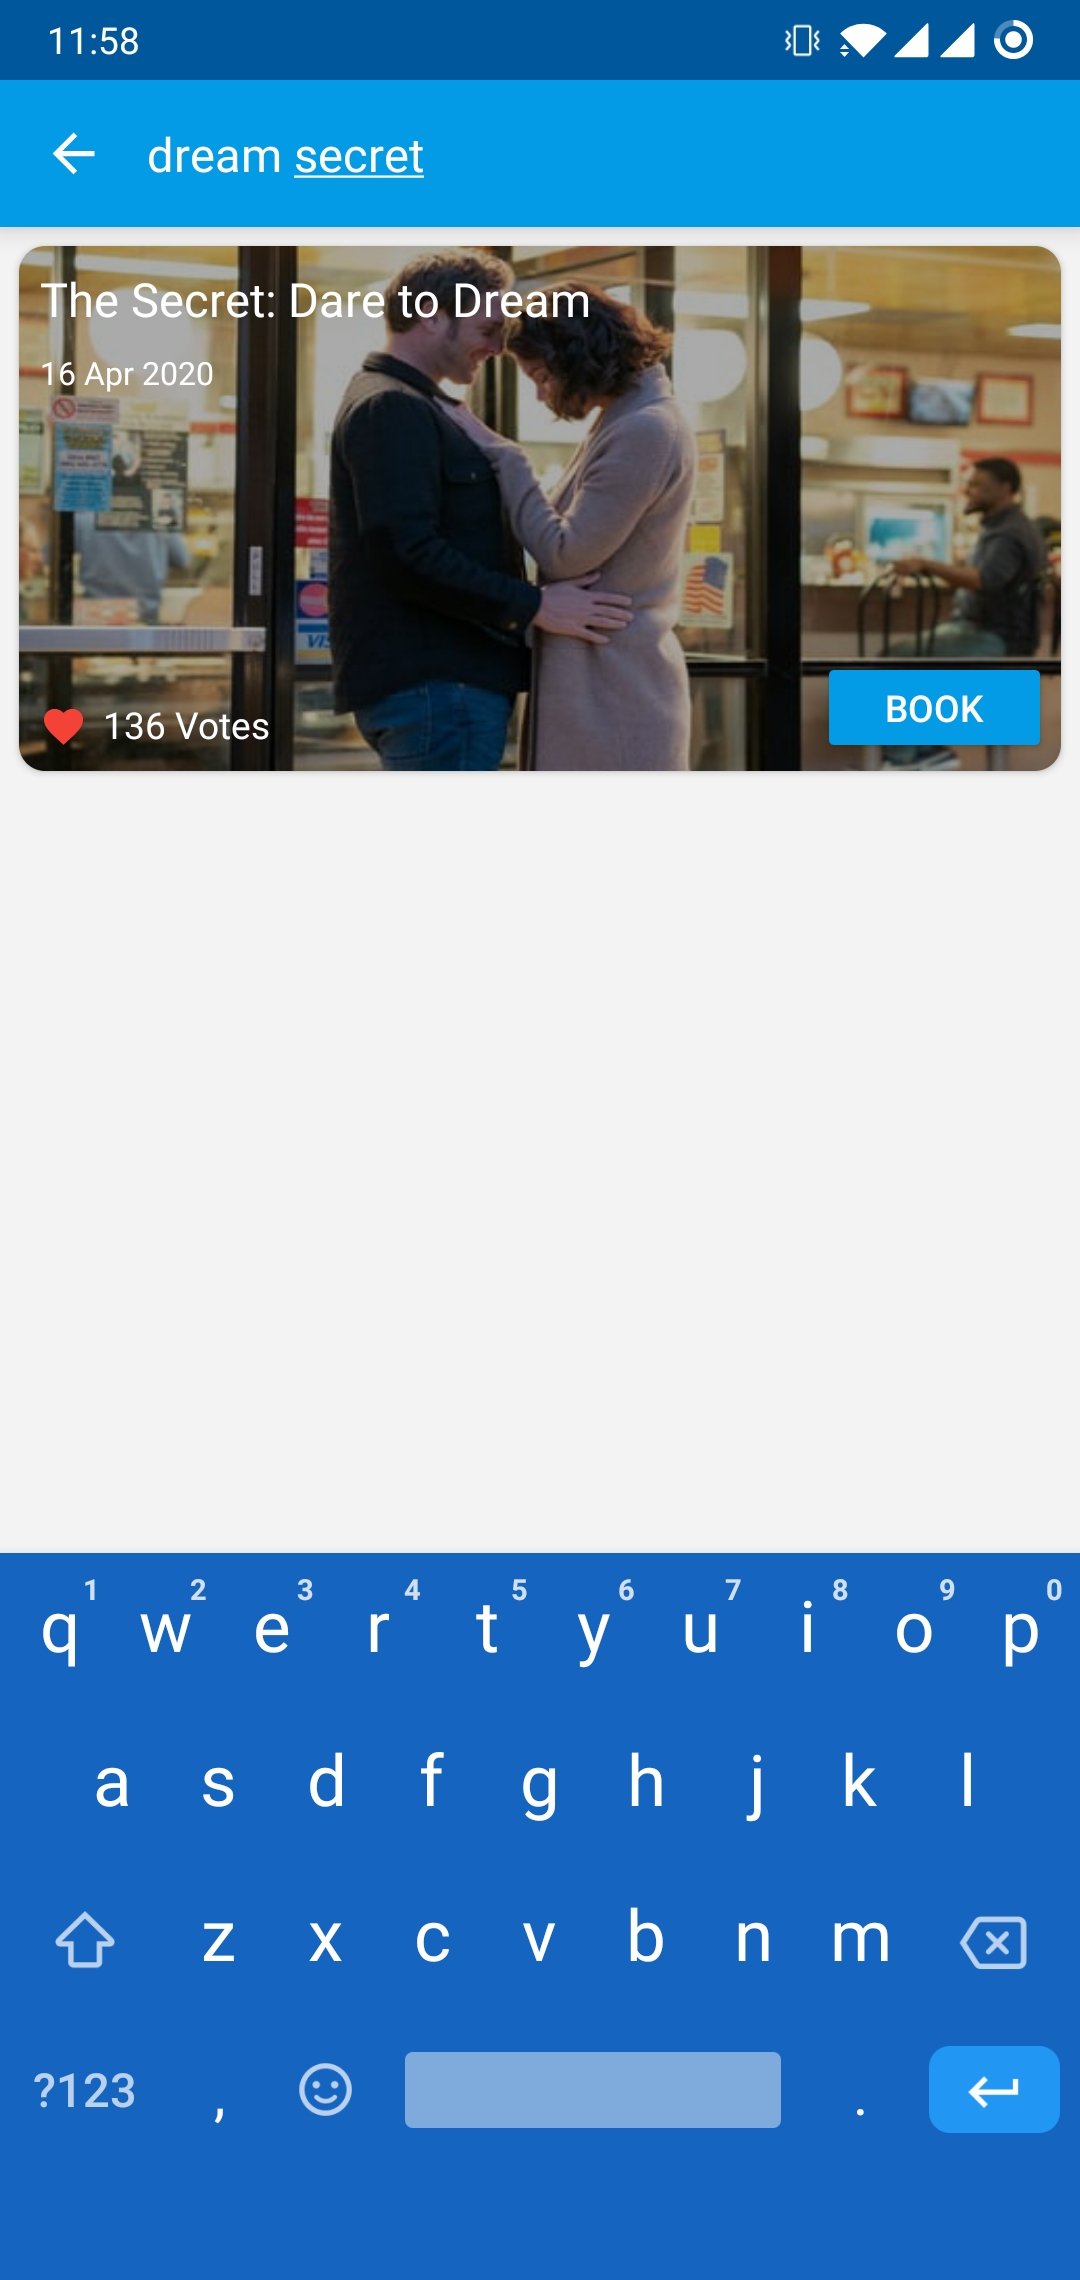 11:58
dream secret
The Secret: Dare to Dream
16 Apr 2020
VIS
136 Votes
BOOK
1 2 3 4 5 6 7 8 9 0
q w e r t y u i o p
a s d f g h j k l
z x c v b n m
?123 , .